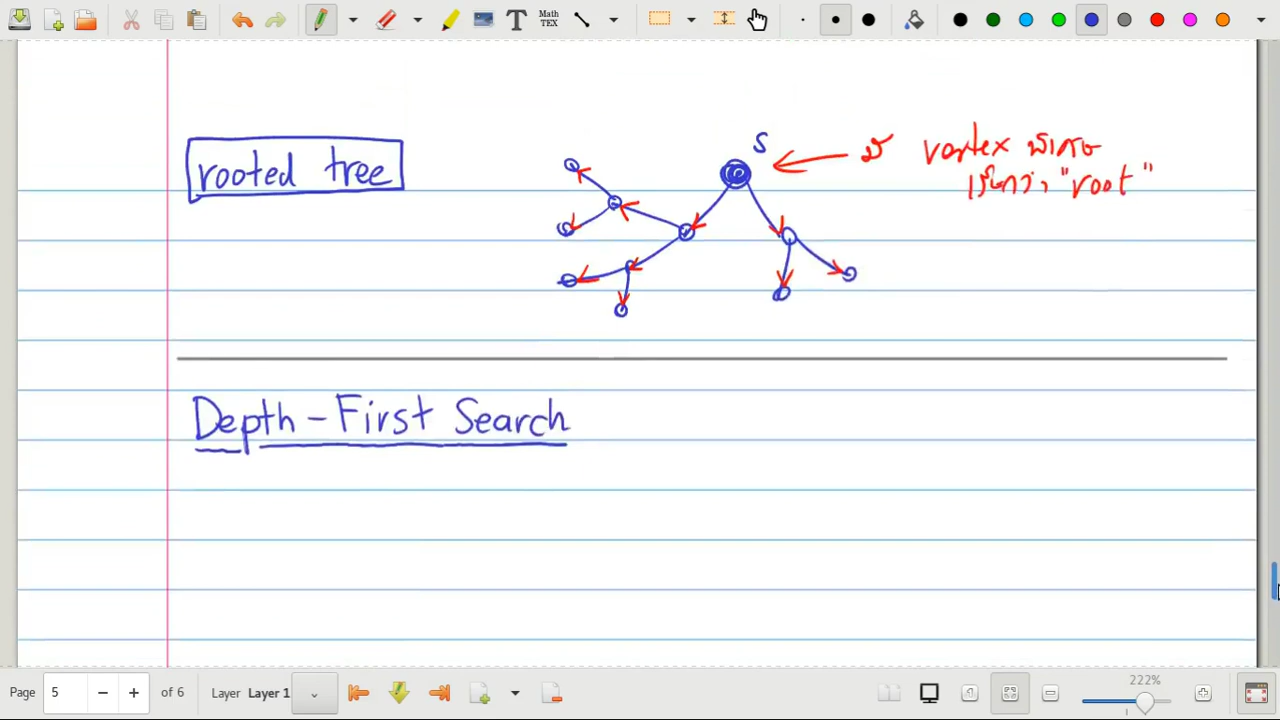 Math
TEX
S
rooted tree
มี vertex พิเศษ
เรียกว่า "root"
Depth-First Search
Page 5 of 6 Layer Layer 1 222%